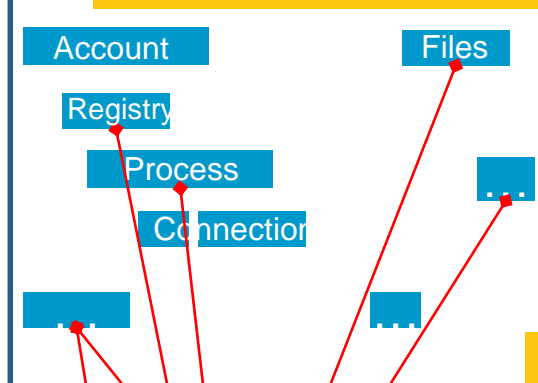 Account
Files
Registry
Process
. . .
Connection
. . .
. . .